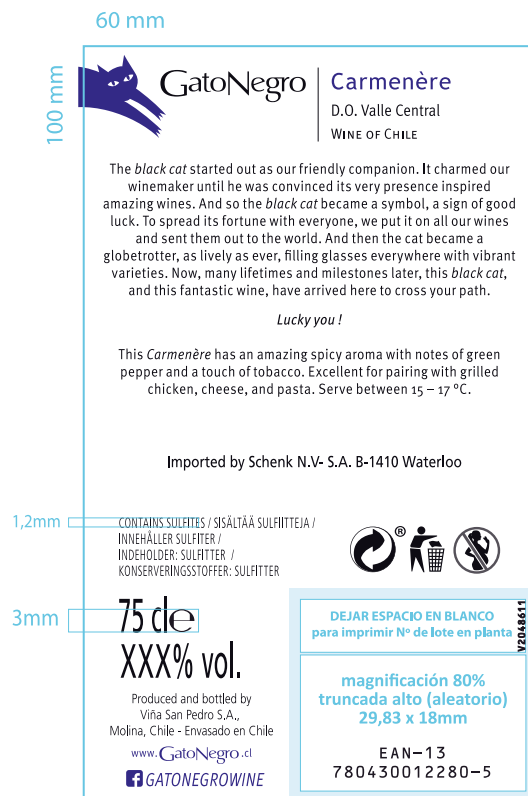 60 mm
100 mm
GatoNegro
Carmenère
D.O. Valle Central
WINE OF CHILE
The black cat started out as our friendly companion. It charmed our
winemaker until he was convinced its very presence inspired
amazing wines. And so the black cat became a symbol, a sign of good
luck. To spread its fortune with everyone, we put it on all our wines
and sent them out to the world. And then the cat became a
globetrotter, as lively as ever, filling glasses everywhere with vibrant
varieties. Now, many lifetimes and milestones later, this black cat,
and this fantastic wine, have arrived here to cross your path.
Lucky you !
This Carmenère has an amazing spicy aroma with notes of green
pepper and a touch of tobacco. Excellent for pairing with grilled
chicken, cheese, and pasta. Serve between 15 – 17 °C.
Imported by Schenk N.V- S.A. B-1410 Waterloo
1,2mm
CONTAINS SULFITES / SISÄLTÄÄ SULFIITTEJA /
INNEHÅLLER SULFITER /
INDEHOLDER: SULFITTER /
KONSERVERINGSSTOFFER: SULFITTER
®
3mm
75 cle
XXX% vol.
Produced and bottled by
Viña San Pedro S.A.,
Molina, Chile - Envasado en Chile
www.GatoNegro.cl
f GATONEGROWINE
DEJAR ESPACIO EN BLANCO
para imprimir Nº de lote en planta
V2048611
magnificación 80%
truncada alto (aleatorio)
29,83 x 18mm
EAN-13
780430012280-5